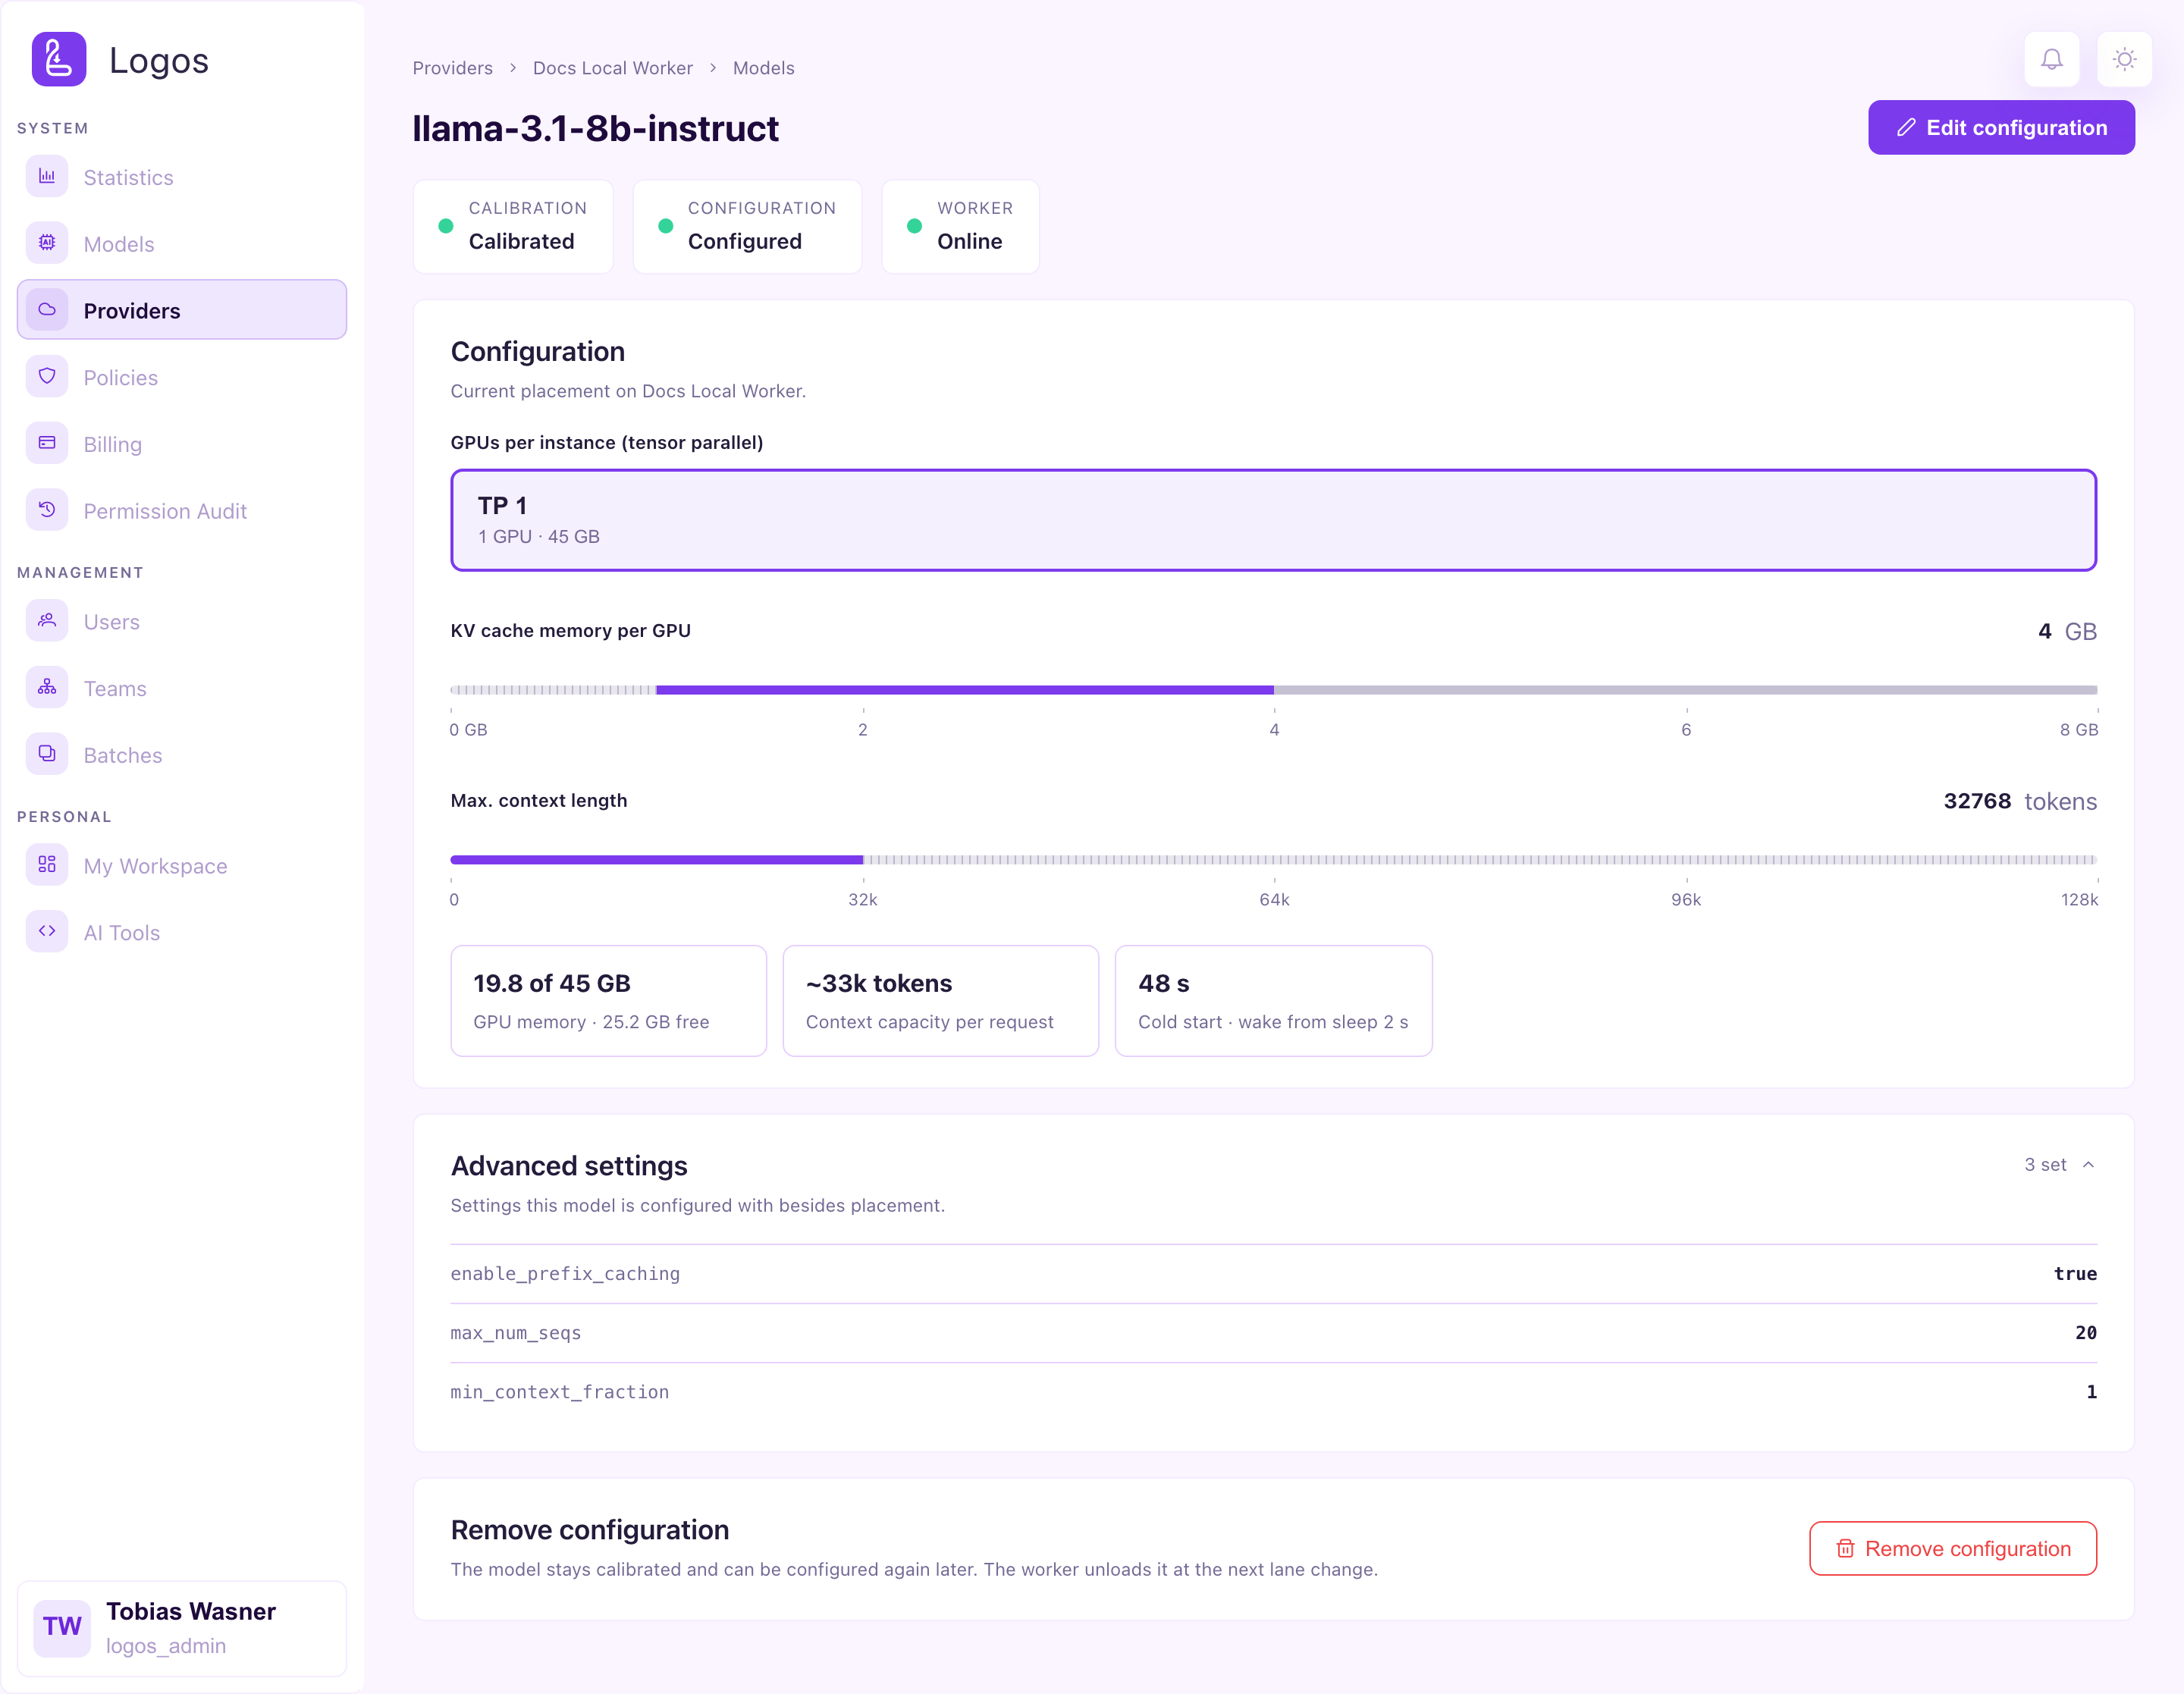 Logos
SYSTEM
Statistics
Models
Providers
Policies
Billing
Permission Audit
MANAGEMENT
Users
Teams
Batches
PERSONAL
My Workspace
AI Tools
TW
Tobias Wasner
logos_admin
Providers > Docs Local Worker > Models
llama-3.1-8b-instruct
Edit configuration
CALIBRATION
Calibrated
CONFIGURATION
Configured
WORKER
Online
Configuration
Current placement on Docs Local Worker.
GPUs per instance (tensor parallel)
TP 1
1 GPU · 45 GB
KV cache memory per GPU
4 GB
0 GB 2 4 6 8 GB
Max. context length
32768 tokens
0 32k 64k 96k 128k
19.8 of 45 GB
GPU memory · 25.2 GB free
~33k tokens
Context capacity per request
48 s
Cold start · wake from sleep 2 s
Advanced settings
3 set
Settings this model is configured with besides placement.
enable_prefix_caching true
max_num_seqs 20
min_context_fraction 1
Remove configuration
The model stays calibrated and can be configured again later. The worker unloads it at the next lane change.
Remove configuration